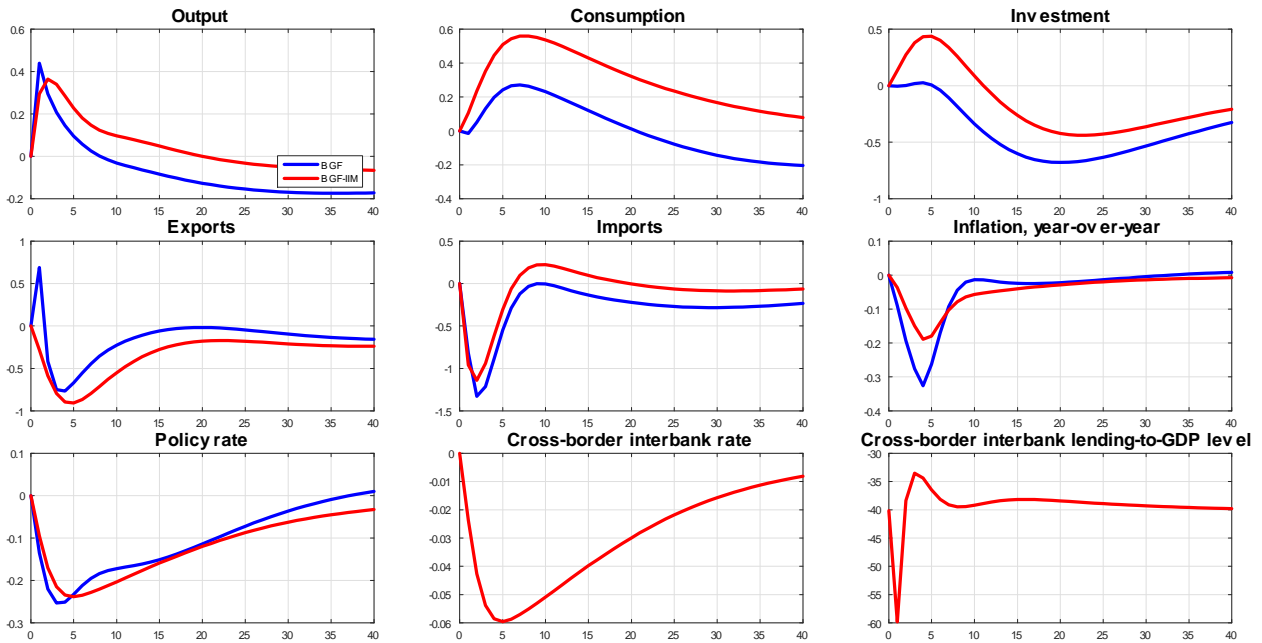 Output
Consumption
Investment
0.6
0.4
0.2
0
-0.2
0 5 10 15 20 25 30 35 40
BGF
BGF-IIM
0.6
0.4
0.2
0
-0.2
-0.4
0 5 10 15 20 25 30 35 40
0.5
0
-0.5
-1
0 5 10 15 20 25 30 35 40
Exports
Imports
Inflation, year-over-year
1
0.5
0
-0.5
-1
0 5 10 15 20 25 30 35 40
0.5
0
-0.5
-1
-1.5
0 5 10 15 20 25 30 35 40
0.1
0
-0.1
-0.2
-0.3
-0.4
0 5 10 15 20 25 30 35 40
Policy rate
Cross-border interbank rate
Cross-border interbank lending-to-GDP level
0.1
0
-0.1
-0.2
-0.3
0 5 10 15 20 25 30 35 40
0
-0.01
-0.02
-0.03
-0.04
-0.05
-0.06
0 5 10 15 20 25 30 35 40
-30
-35
-40
-45
-50
-55
-60
0 5 10 15 20 25 30 35 40